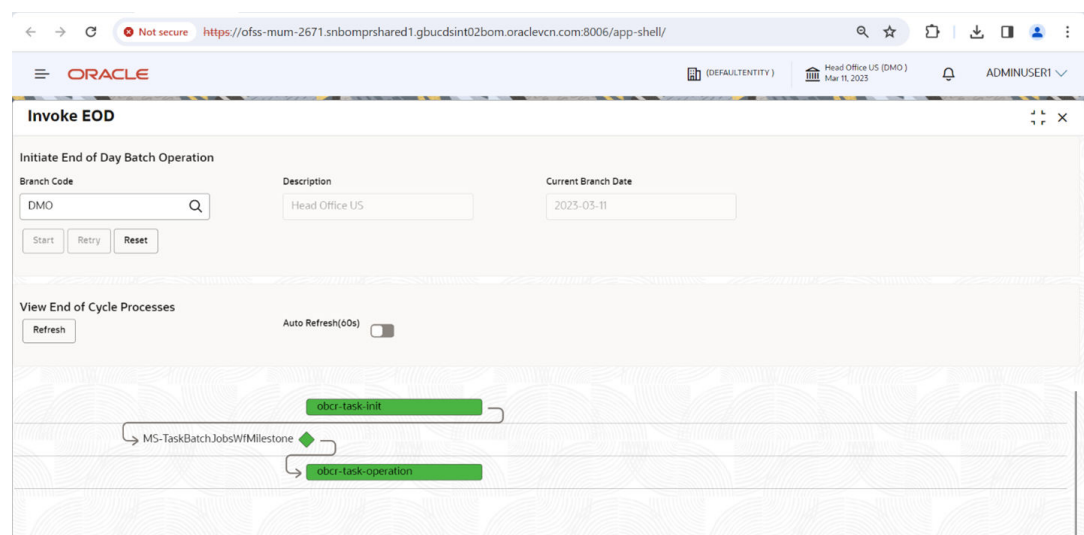 Not secure https://ofss-mum-2671.snbomprshared1.gbucdsint02bom.oraclevcn.com:8006/app-shell/
ORACLE (DEFAULTENTITY) Head Office US (DMO) ADMINUSER1
Mar 11, 2023
Invoke EOD
Initiate End of Day Batch Operation
Branch Code Description Current Branch Date
DMO Head Office US 2023-03-11
Start Retry Reset
View End of Cycle Processes
Refresh Auto Refresh(60s)
obcr-task-init
MS-TaskBatchJobsWfMilestone
obcr-task-operation